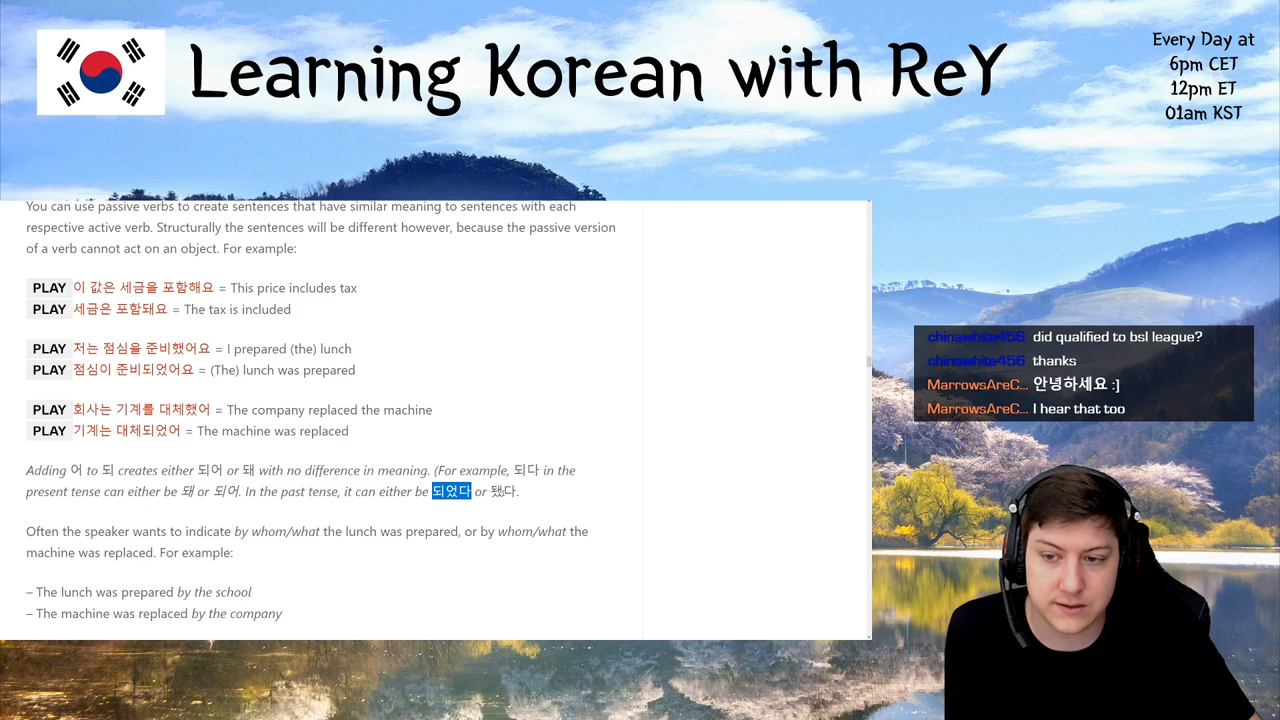 Learning Korean with ReY
Every Day at
6pm CET
12pm ET
01am KST
You can use passive verbs to create sentences that have similar meaning to sentences with each
respective active verb. Structurally the sentences will be different however, because the passive version
of a verb cannot act on an object. For example:
PLAY 이 값은 세금을 포함해요 = This price includes tax
PLAY 세금은 포함돼요 = The tax is included
PLAY 저는 점심을 준비했어요 = I prepared (the) lunch
PLAY 점심이 준비되었어요 = (The) lunch was prepared
PLAY 회사는 기계를 대체했어 = The company replaced the machine
PLAY 기계는 대체되었어 = The machine was replaced
Adding 어 to 되 creates either 되어 or 돼 with no difference in meaning. (For example, 되다 in the
present tense can either be 돼 or 되어. In the past tense, it can either be 되었다 or 됐다.
Often the speaker wants to indicate by whom/what the lunch was prepared, or by whom/what the
machine was replaced. For example:
– The lunch was prepared by the school
– The machine was replaced by the company
chinawhite456 did qualified to bsl league?
chinawhite456 thanks
MarrowsAreC... 안녕하세요 :]
MarrowsAreC... I hear that too